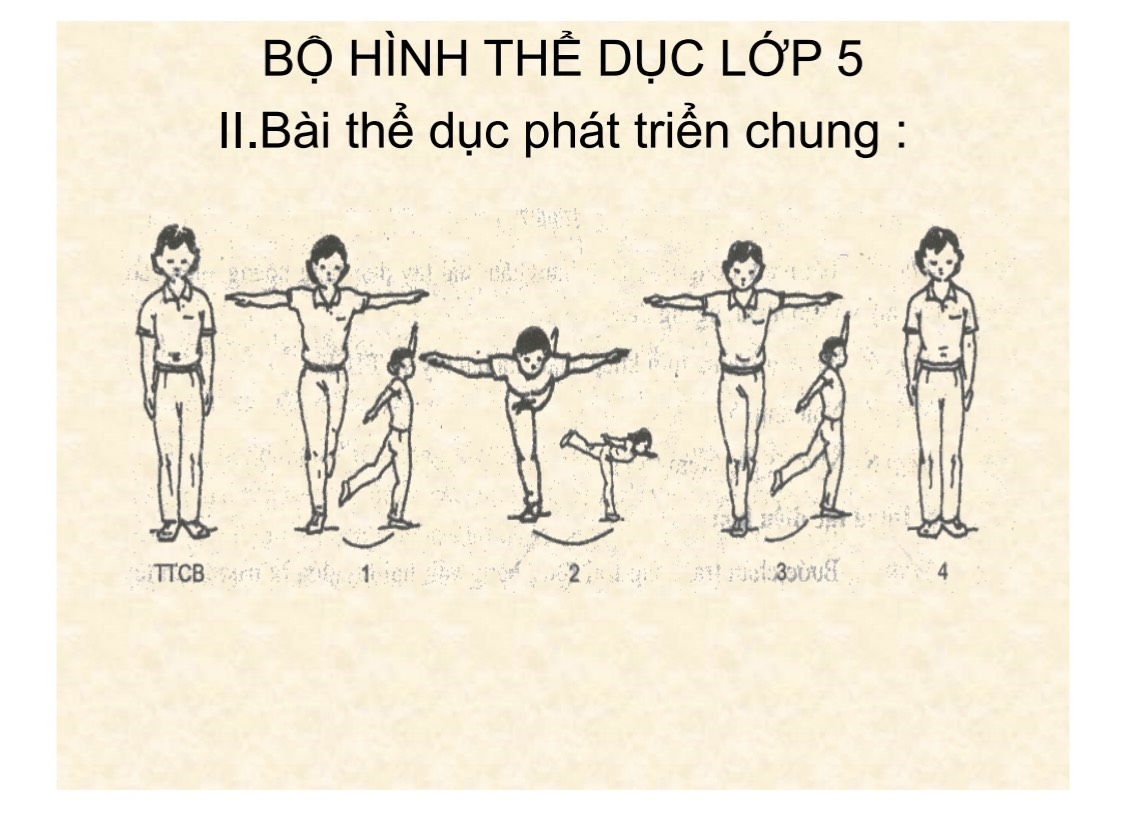 BỘ HÌNH THỂ DỤC LỚP 5
II.Bài thể dục phát triển chung :
TTCB 1 2 3 4